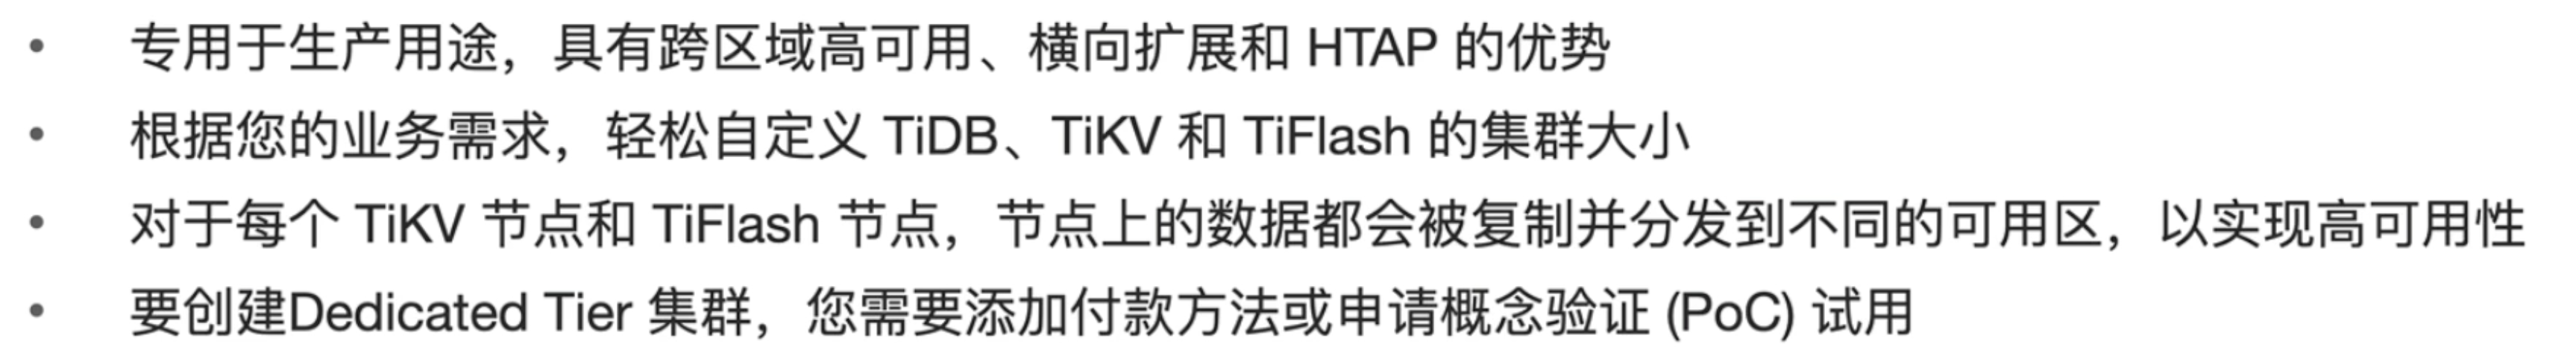 • 专用于生产用途，具有跨区域高可用、横向扩展和 HTAP 的优势
• 根据您的业务需求，轻松自定义 TiDB、TiKV 和 TiFlash 的集群大小
• 对于每个 TiKV 节点和 TiFlash 节点，节点上的数据都会被复制并分发到不同的可用区，以实现高可用性
• 要创建Dedicated Tier 集群，您需要添加付款方法或申请概念验证 (PoC) 试用